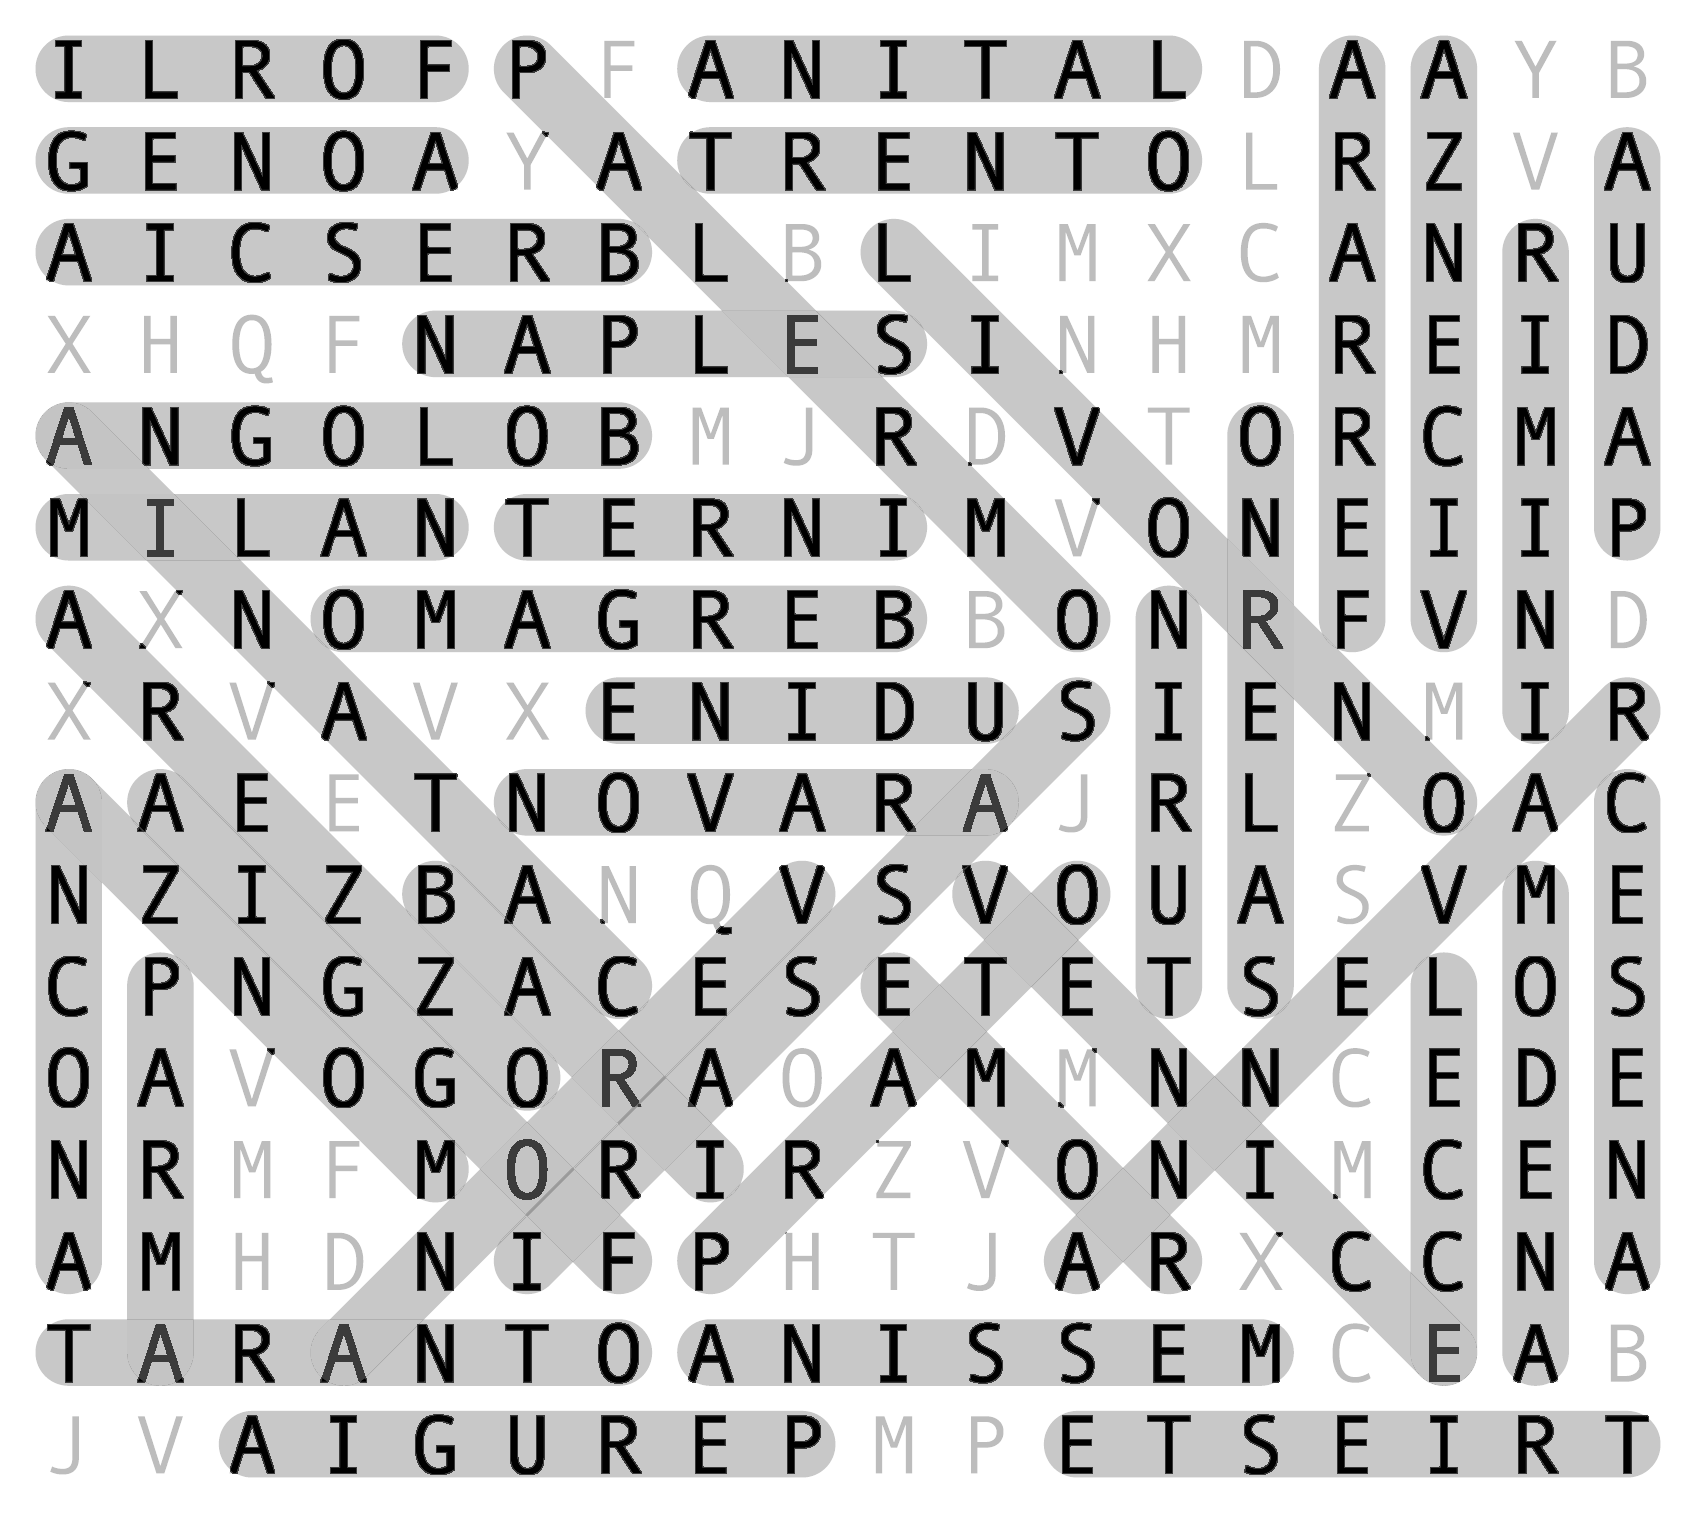 I L R O F P F A N I T A L D A A Y B
G E N O A Y A T R E N T O L R Z V A
A I C S E R B L B L I M X C A N R U
X H Q F N A P L E S I N H M R E I D
A N G O L O B M J R D V T O R C M A
M I L A N T E R N I M V O N E I I P
A X N O M A G R E B B O N R F V N D
X R V A V X E N I D U S I E N M I R
A A E E T N O V A R A J R L Z O A C
N Z I Z B A N Q V S V O U A S V M E
C P N G Z A C E S E T E T S E L O S
O A V O G O R A O A M M N N C E D E
N R M F M O R I R Z V O N I M C E N
A M H D N I F P H T J A R X C C N A
T A R A N T O A N I S S E M C E A B
J V A I G U R E P M P E T S E I R T